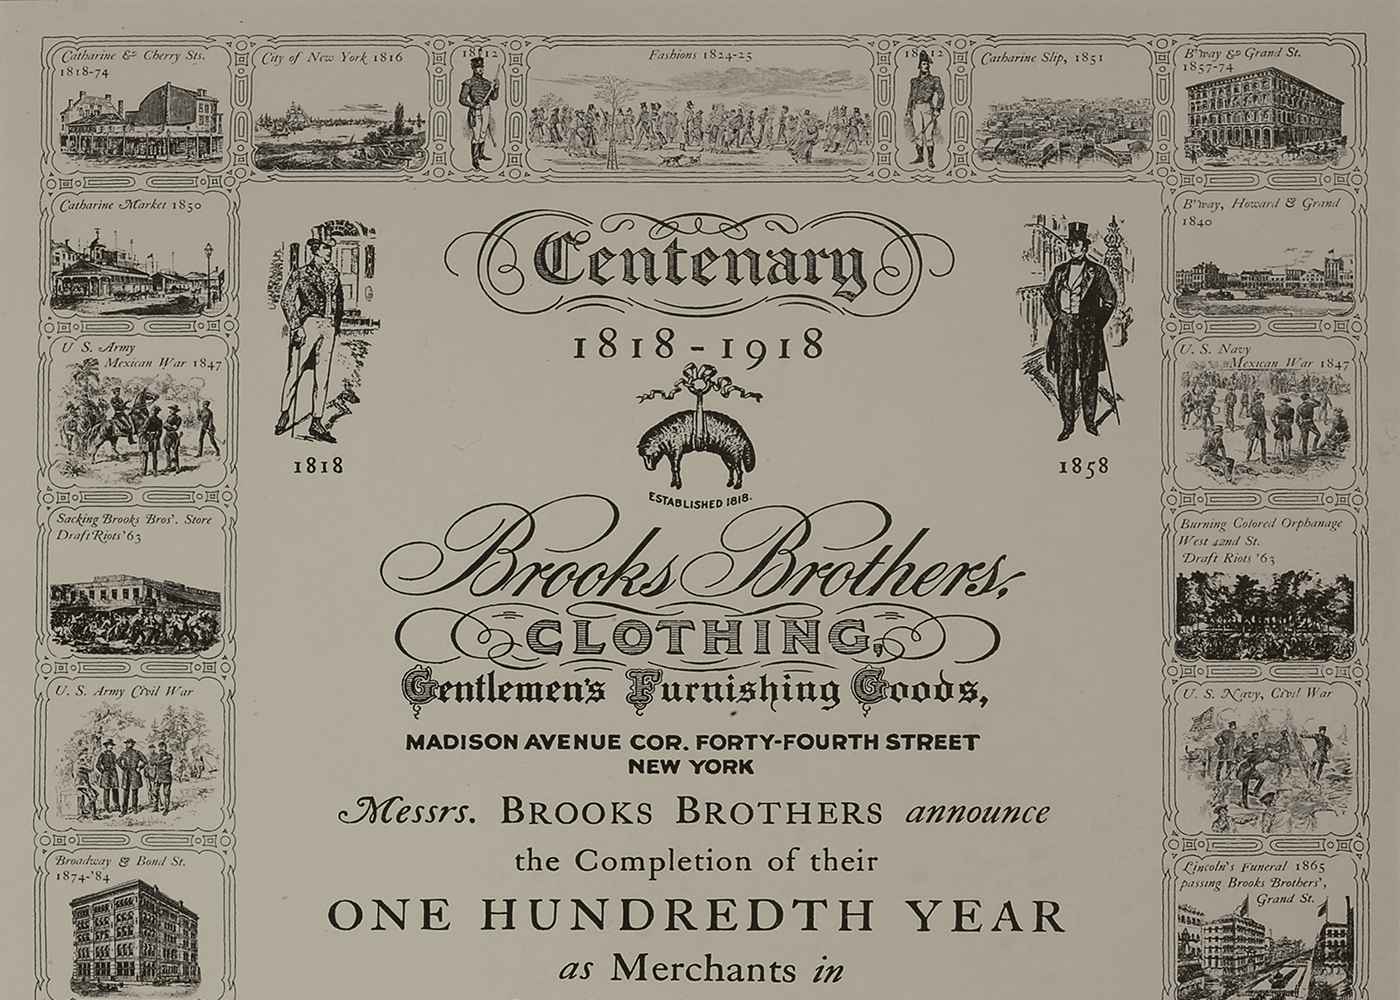 Catharine & Cherry Sts.
1818-74
City of New York 1816
1812
Fashions 1824-25
1812
Catharine Slip, 1851
B'way & Grand St.
1857-74
Catharine Market 1850
B'way, Howard & Grand
1840
Centenary
1818-1918
U. S. Army
Mexican War 1847
U. S. Navy
Mexican War 1847
1818
1858
ESTABLISHED 1818.
Sacking Brooks Bros'. Store
Draft Riots '63
Burning Colored Orphanage
West 42nd St.
Draft Riots '63
Brooks Brothers,
CLOTHING,
Gentlemen's Furnishing Goods,
U. S. Army Civil War
U. S. Navy, Civil War
MADISON AVENUE COR. FORTY-FOURTH STREET
NEW YORK
Messrs. BROOKS BROTHERS announce
the Completion of their
Broadway & Bond St.
1874-'84
Lincoln's Funeral 1865
passing Brooks Brothers',
Grand St.
ONE HUNDREDTH YEAR
as Merchants in